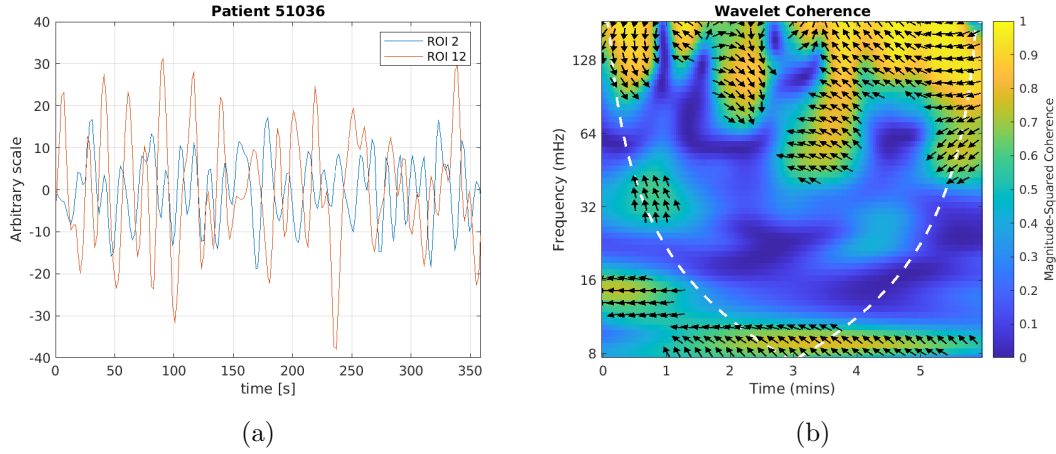 Patient 51036
ROI 2
ROI 12
40
30
20
10
0
-10
-20
-30
-40
Arbitrary scale
0 50 100 150 200 250 300 350
time [s]
(a)
Wavelet Coherence
128
64
32
16
8
Frequency (mHz)
0 1 2 3 4 5
Time (mins)
1
0.9
0.8
0.7
0.6
0.5
0.4
0.3
0.2
0.1
0
Magnitude-Squared Coherence
(b)